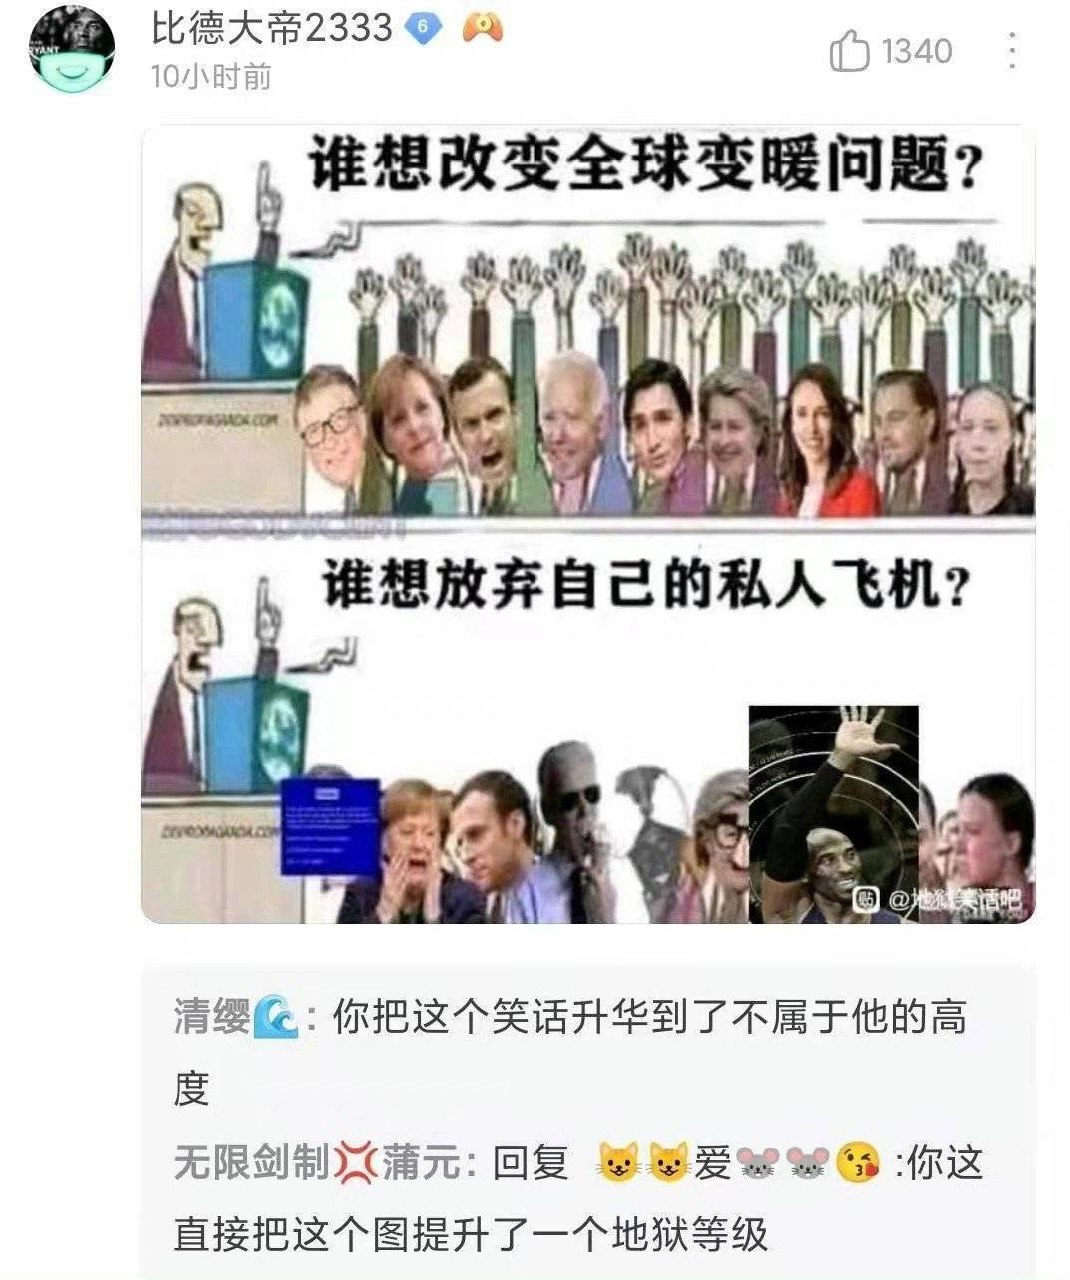 比德大帝2333 6
10小时前
1340
谁想改变全球变暖问题?
谁想放弃自己的私人飞机?
贴 @地狱笑话吧
清缨🌊: 你把这个笑话升华到了不属于他的高
度
无限剑制💢蒲元: 回复 😺😺爱🐭🐭😘 :你这
直接把这个图提升了一个地狱等级